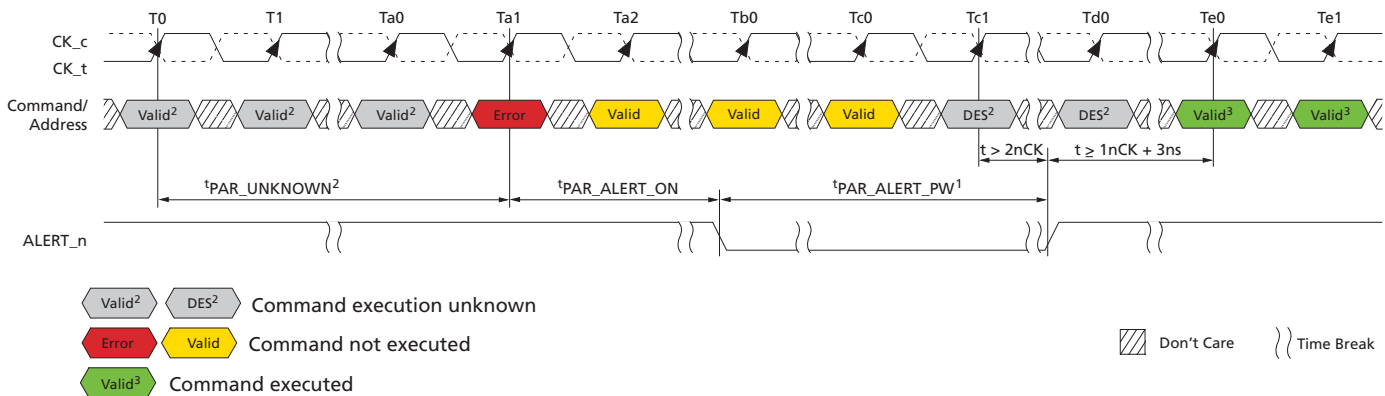 T0 T1 Ta0 Ta1 Ta2 Tb0 Tc0 Tc1 Td0 Te0 Te1
CK_c
CK_t
Command/
Address
Valid² Valid² Valid² Error Valid Valid Valid DES² DES² Valid³ Valid³
t > 2nCK t ≥ 1nCK + 3ns
ᵗPAR_UNKNOWN² ᵗPAR_ALERT_ON ᵗPAR_ALERT_PW¹
ALERT_n
Valid² DES² Command execution unknown
Error Valid Command not executed
Don't Care Time Break
Valid³ Command executed